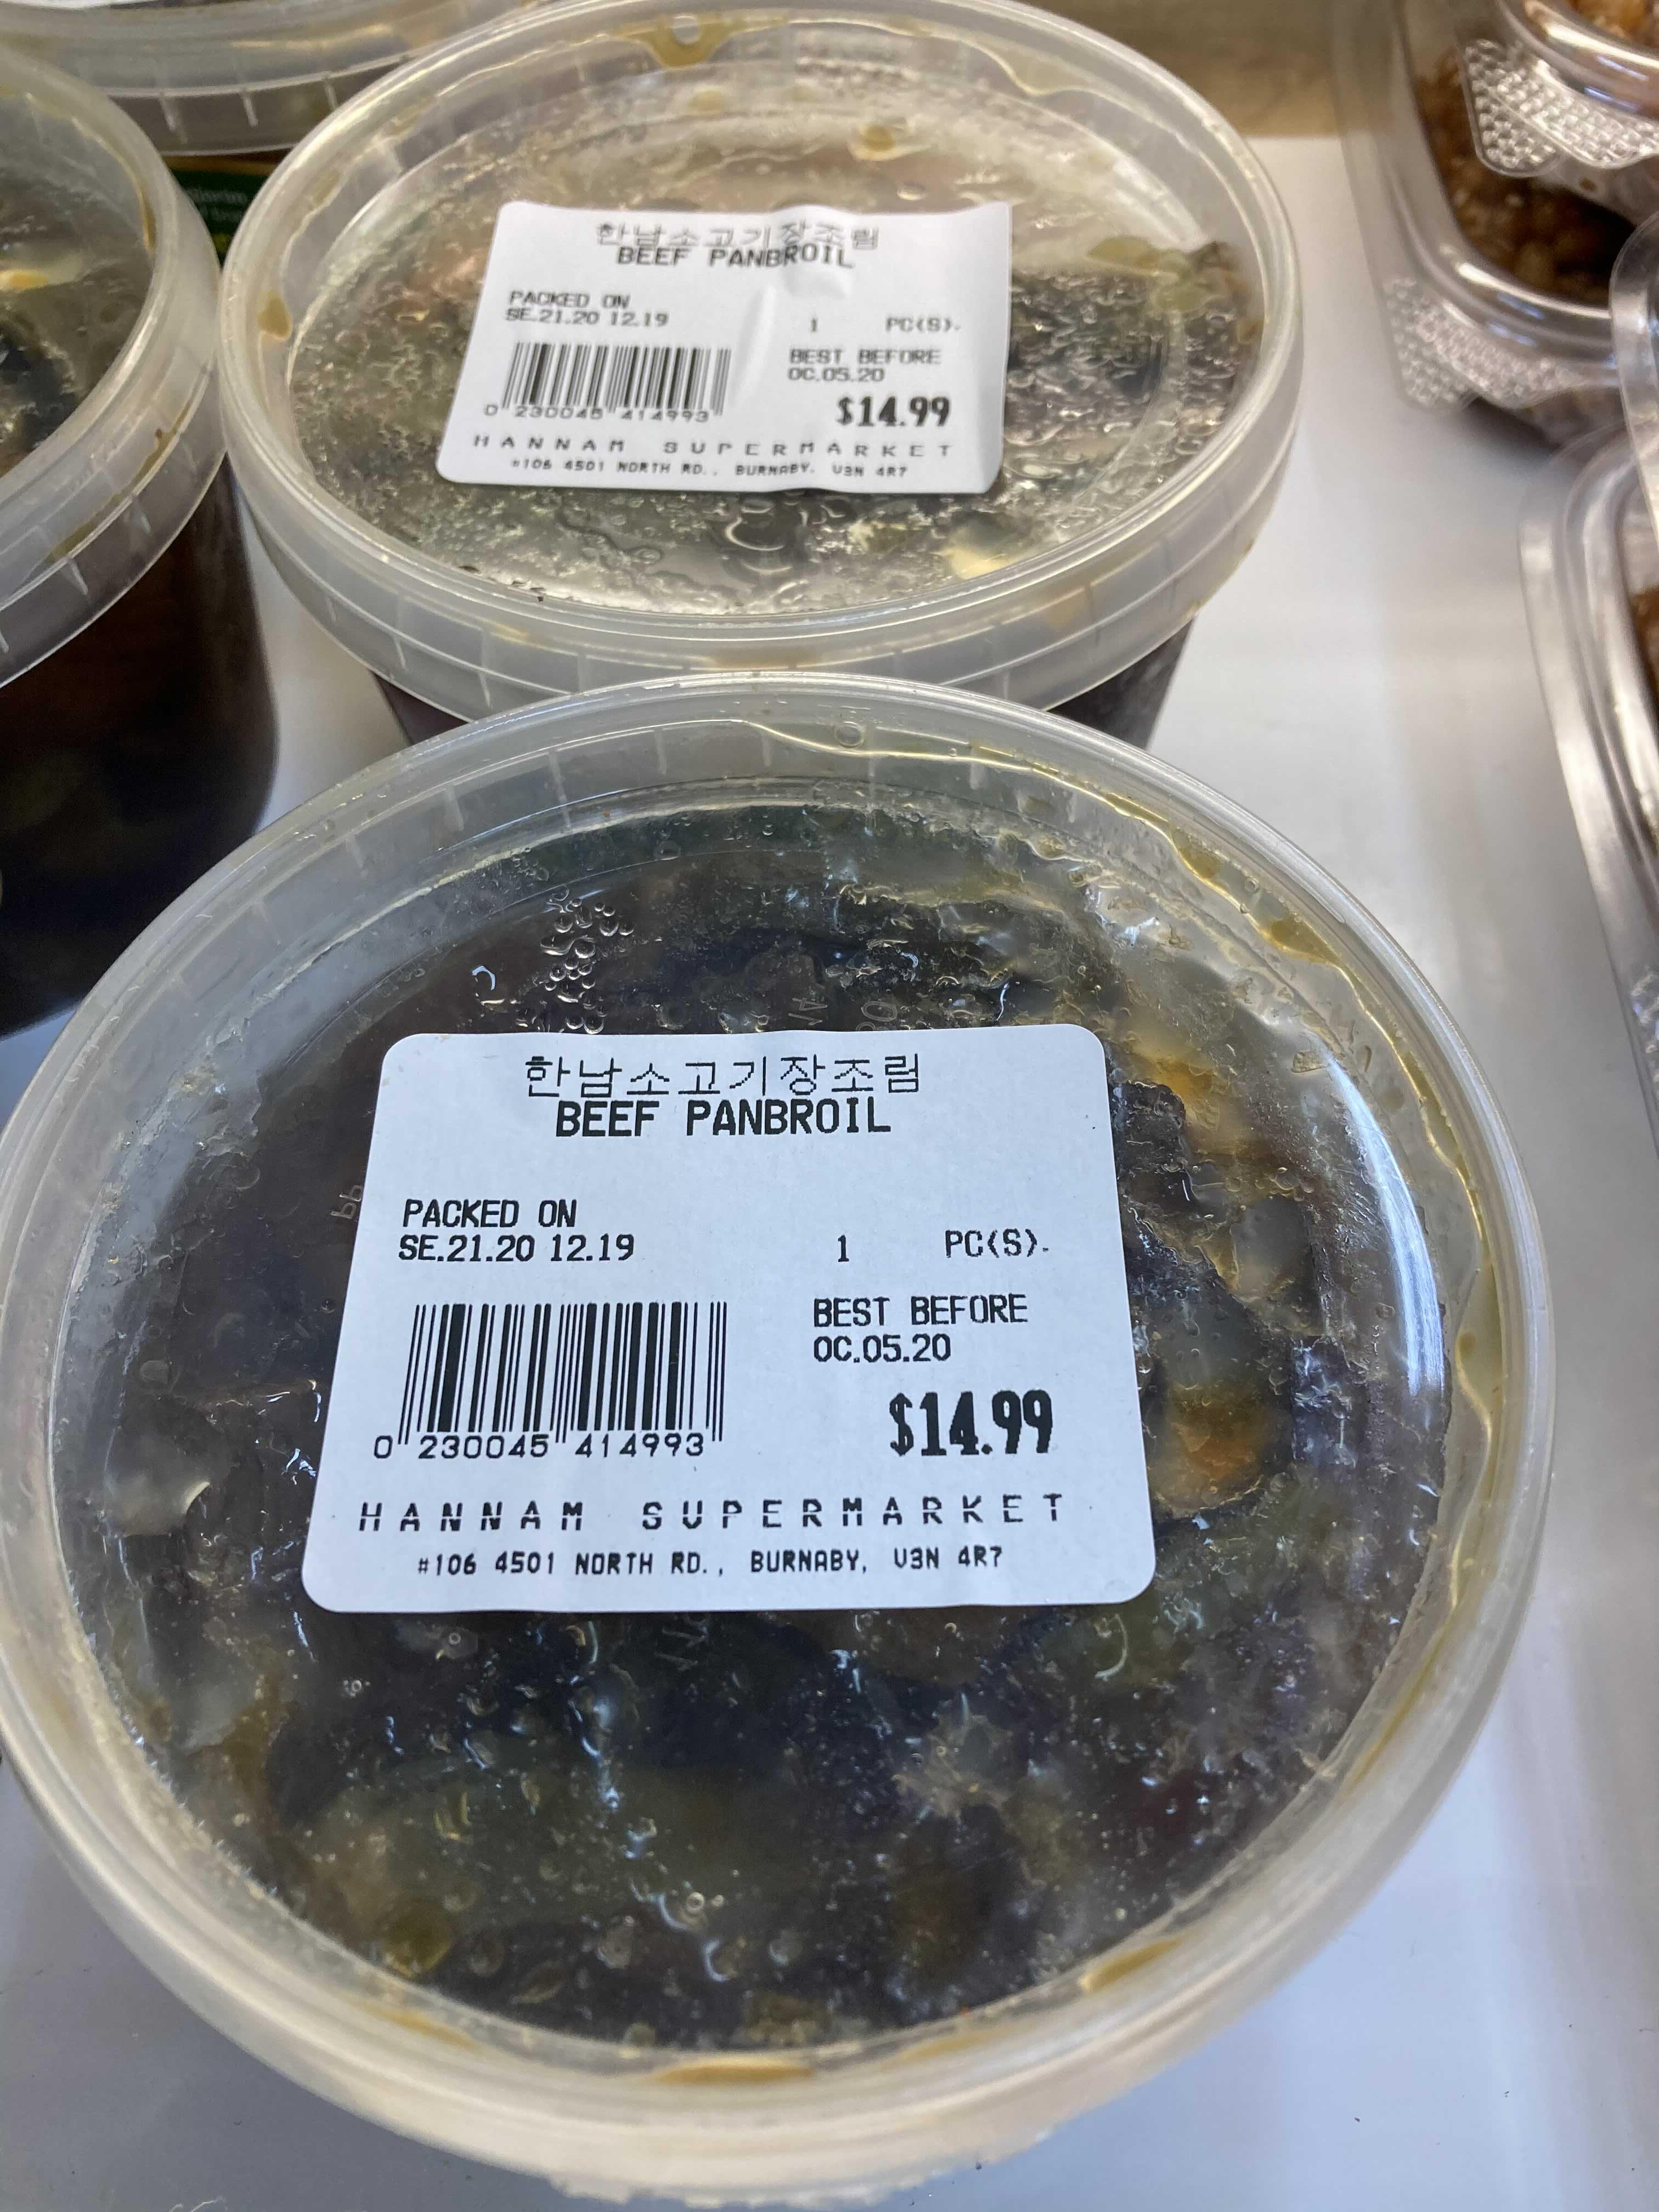 한남소고기장조림
BEEF PANBROIL
PACKED ON
SE.21.20 12.19
1 PC(S).
BEST BEFORE
OC.05.20
0 230045 414993
$14.99
HANNAM SUPERMARKET
#106 4501 NORTH RD., BURNABY. V3N 4R7
한남소고기장조림
BEEF PANBROIL
PACKED ON
SE.21.20 12.19
1 PC(S).
BEST BEFORE
OC.05.20
0 230045 414993
$14.99
HANNAM SUPERMARKET
#106 4501 NORTH RD., BURNABY, V3N 4R7